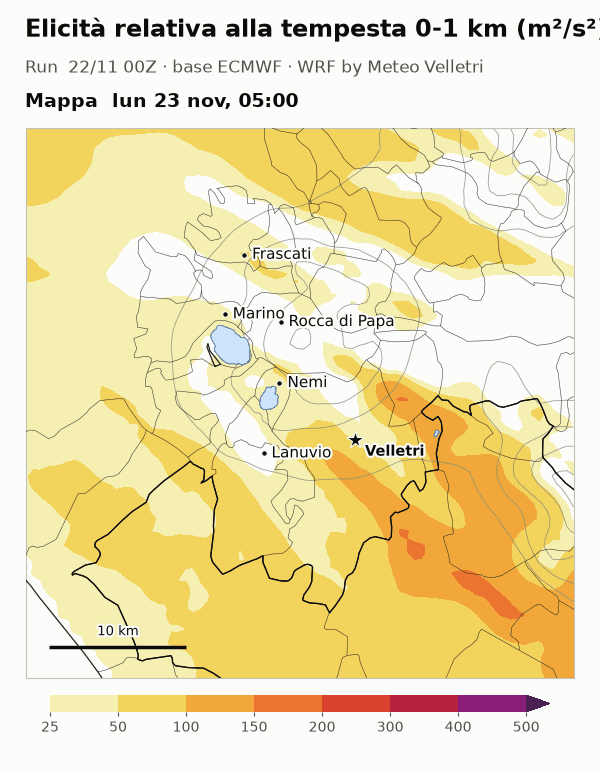 Elicità relativa alla tempesta 0-1 km (m²/s²)
Run 22/11 00Z · base ECMWF · WRF by Meteo Velletri
Mappa lun 23 nov, 05:00
Frascati
Marino
Rocca di Papa
Nemi
Velletri
Lanuvio
10 km
25 50 100 150 200 300 400 500